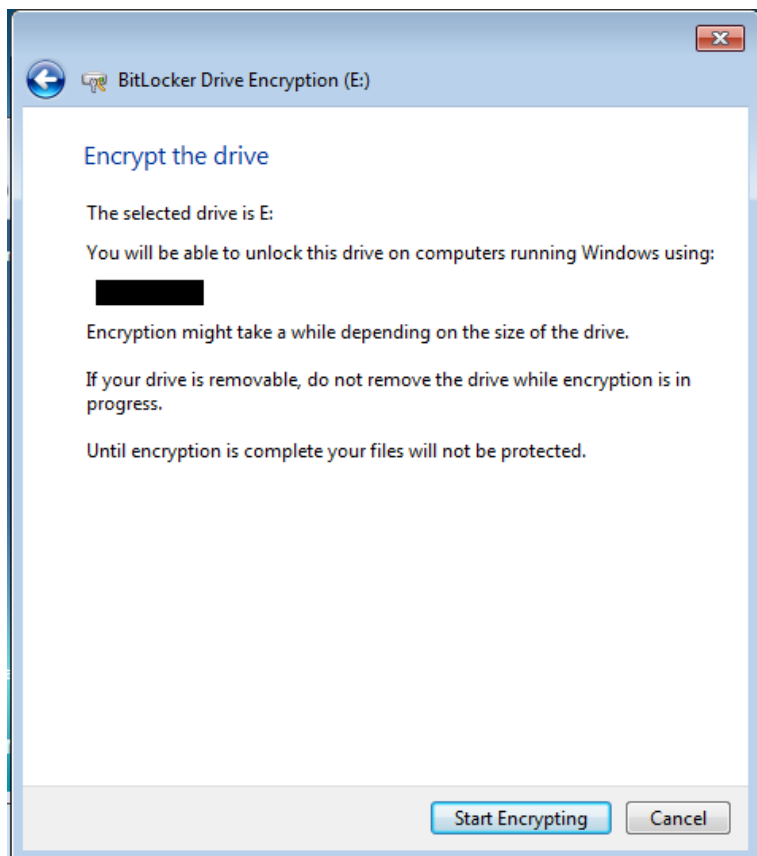 BitLocker Drive Encryption (E:)
Encrypt the drive
The selected drive is E:
You will be able to unlock this drive on computers running Windows using:
Encryption might take a while depending on the size of the drive.
If your drive is removable, do not remove the drive while encryption is in
progress.
Until encryption is complete your files will not be protected.
Start Encrypting
Cancel